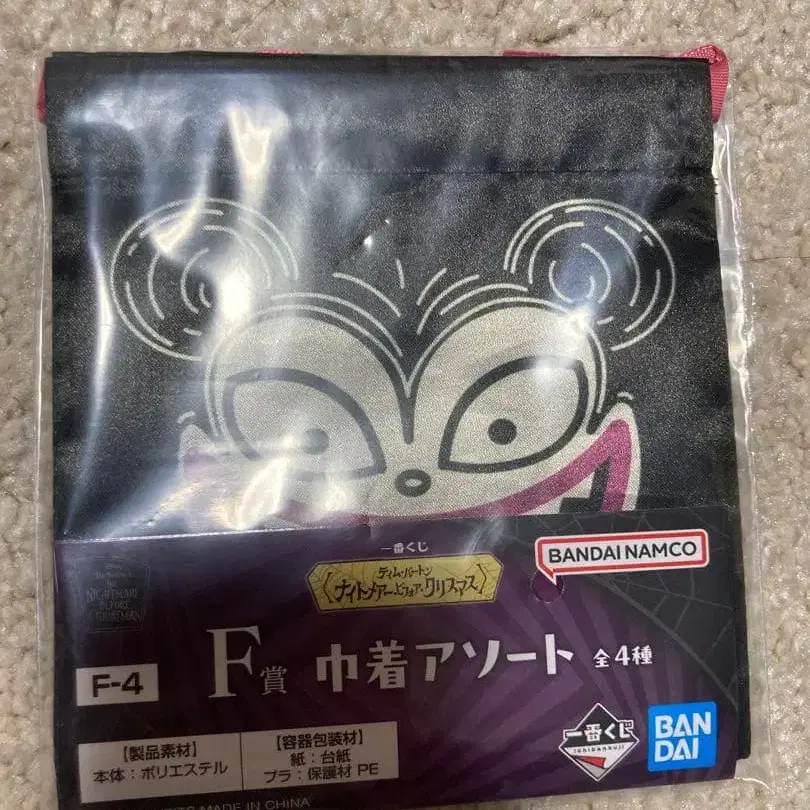 一番くじ
ティム・バートン
ナイトメアー・ビフォア・クリスマス
BANDAI NAMCO
Disney
NIGHTMARE
BEFORE
CHRISTMAS
F賞 巾着アソート 全4種
F-4
【製品素材】
本体:ポリエステル
【容器包装材】
紙:台紙
プラ:保護材 PE
一番くじ
ichibankuji
BAN
DAI
MADE IN CHINA